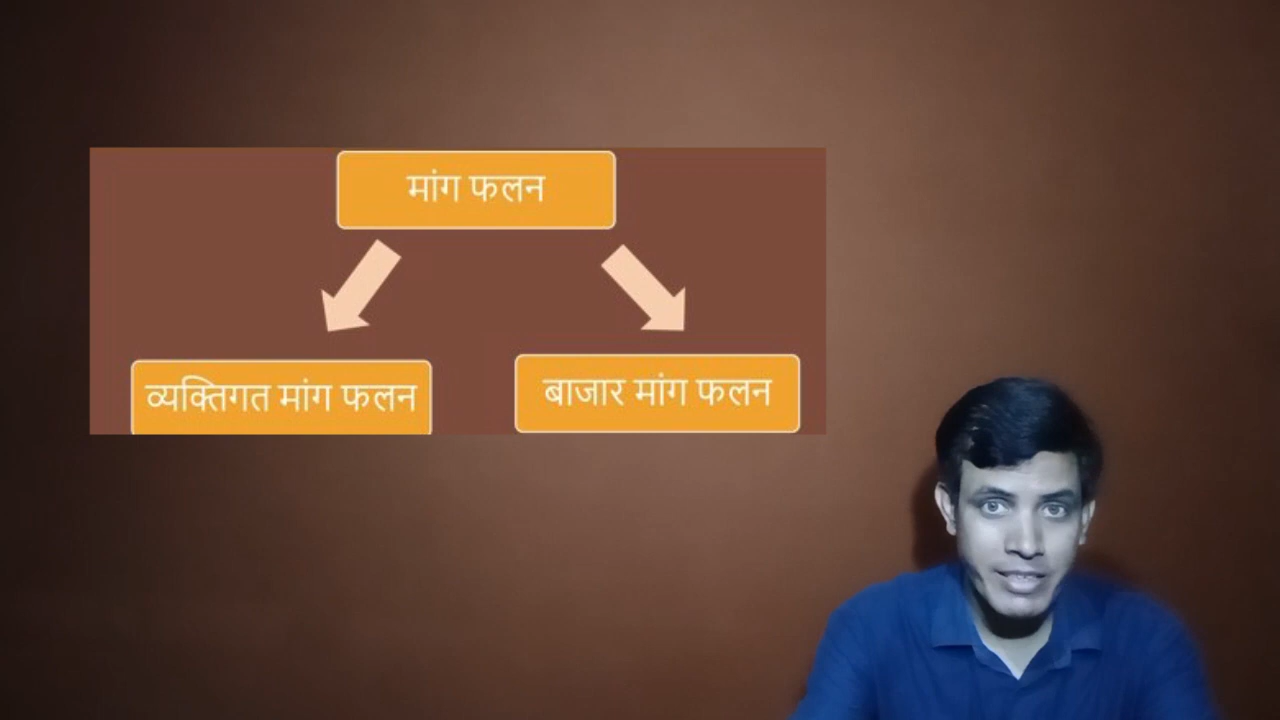 मांग फलन
व्यक्तिगत मांग फलन
बाजार मांग फलन